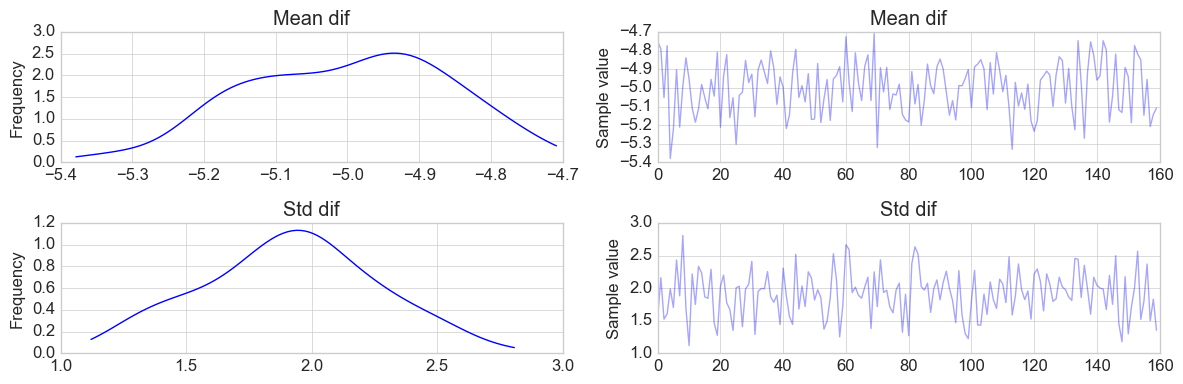 Mean dif
Frequency
3.0
2.5
2.0
1.5
1.0
0.5
0.0
−5.4 −5.3 −5.2 −5.1 −5.0 −4.9 −4.8 −4.7
Mean dif
Sample value
−4.7
−4.8
−4.9
−5.0
−5.1
−5.2
−5.3
−5.4
0 20 40 60 80 100 120 140 160
Std dif
Frequency
1.2
1.0
0.8
0.6
0.4
0.2
0.0
1.0 1.5 2.0 2.5 3.0
Std dif
Sample value
3.0
2.5
2.0
1.5
1.0
0 20 40 60 80 100 120 140 160